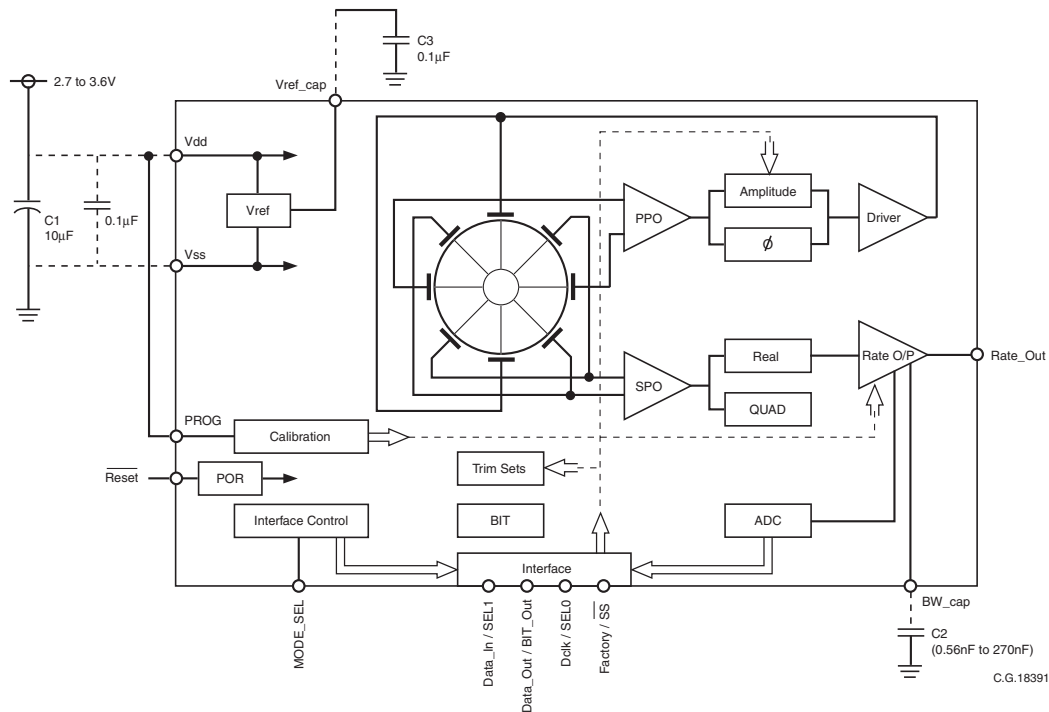 C3
0.1µF
2.7 to 3.6V
Vref_cap
Vdd
C1
10µF
0.1µF
Vref
Vss
PPO
Amplitude
ϕ
Driver
SPO
Real
QUAD
Rate O/P
Rate_Out
PROG
Calibration
Reset
POR
Trim Sets
Interface Control
BIT
ADC
Interface
MODE_SEL
Data_In / SEL1
Data_Out / BIT_Out
Dclk / SEL0
Factory / SS
BW_cap
C2
(0.56nF to 270nF)
C.G.18391